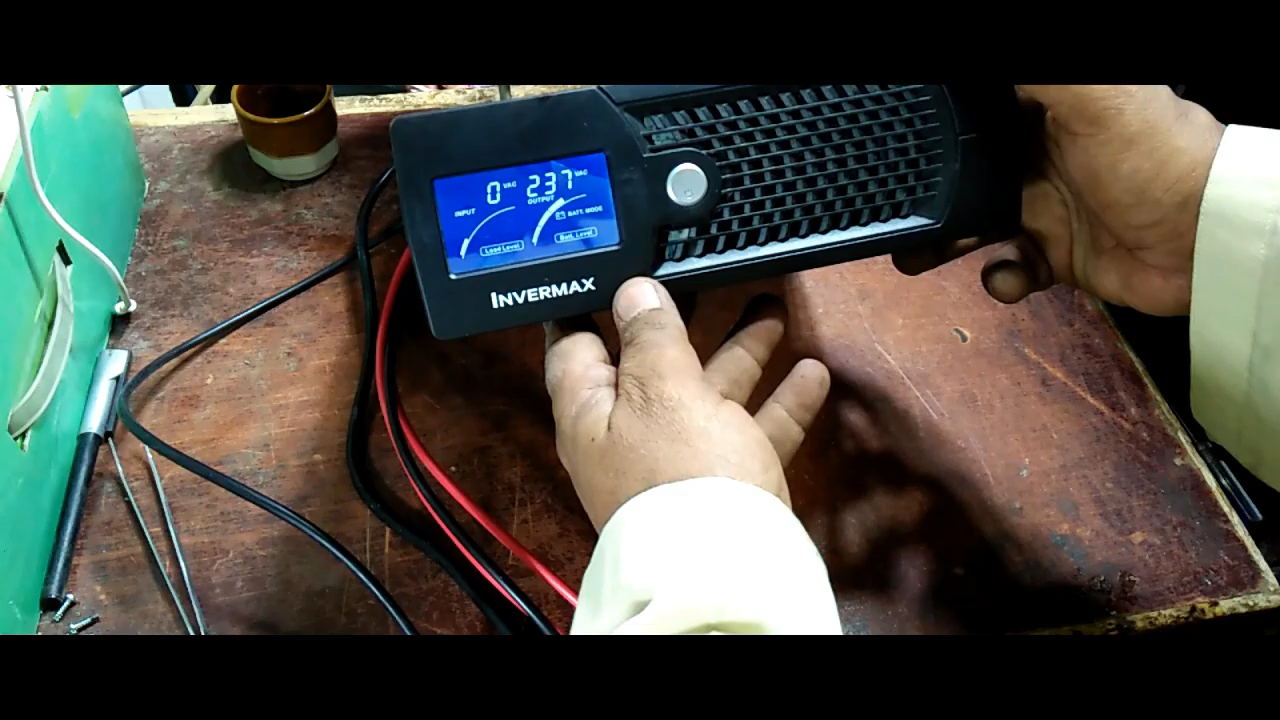 0 VAC 237 VAC
INPUT OUTPUT
BATT. MODE
Load Level Batt. Level
INVERMAX